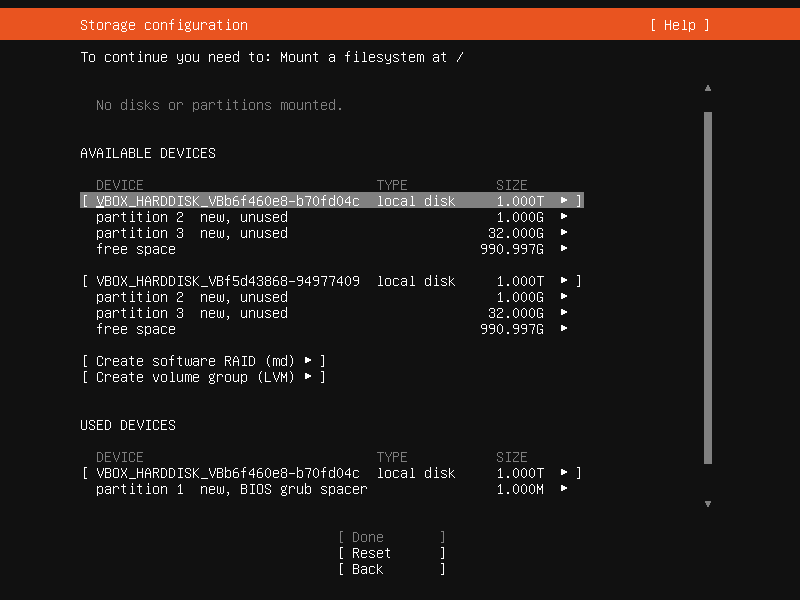 Storage configuration [ Help ]
To continue you need to: Mount a filesystem at /
No disks or partitions mounted.
AVAILABLE DEVICES
DEVICE TYPE SIZE
[ VBOX_HARDDISK_VBb6f460e8-b70fd04c local disk 1.000T ▸ ]
partition 2 new, unused 1.000G ▸
partition 3 new, unused 32.000G ▸
free space 990.997G ▸
[ VBOX_HARDDISK_VBf5d43868-94977409 local disk 1.000T ▸ ]
partition 2 new, unused 1.000G ▸
partition 3 new, unused 32.000G ▸
free space 990.997G ▸
[ Create software RAID (md) ▸ ]
[ Create volume group (LVM) ▸ ]
USED DEVICES
DEVICE TYPE SIZE
[ VBOX_HARDDISK_VBb6f460e8-b70fd04c local disk 1.000T ▸ ]
partition 1 new, BIOS grub spacer 1.000M ▸
[ Done ]
[ Reset ]
[ Back ]